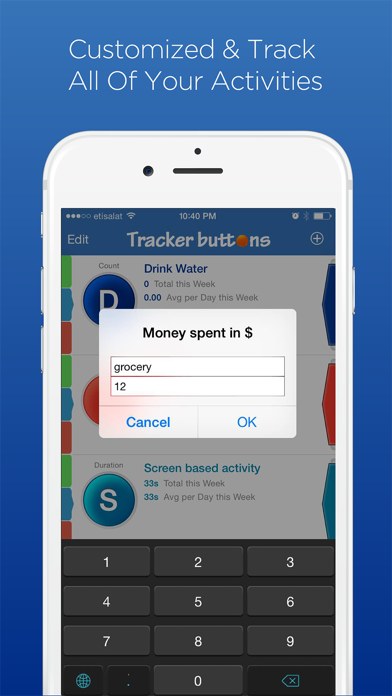 Customized & Track
All Of Your Activities
etisalat 10:40 PM
Edit Tracker buttons
Count Drink Water
0 Total this Week
0.00 Avg per Day this Week
D
Money spent in $
grocery
12
Cancel OK
Duration Screen based activity
33s Total this Week
33s Avg per Day this Week
S
1 2 3
4 5 6
7 8 9
. 0